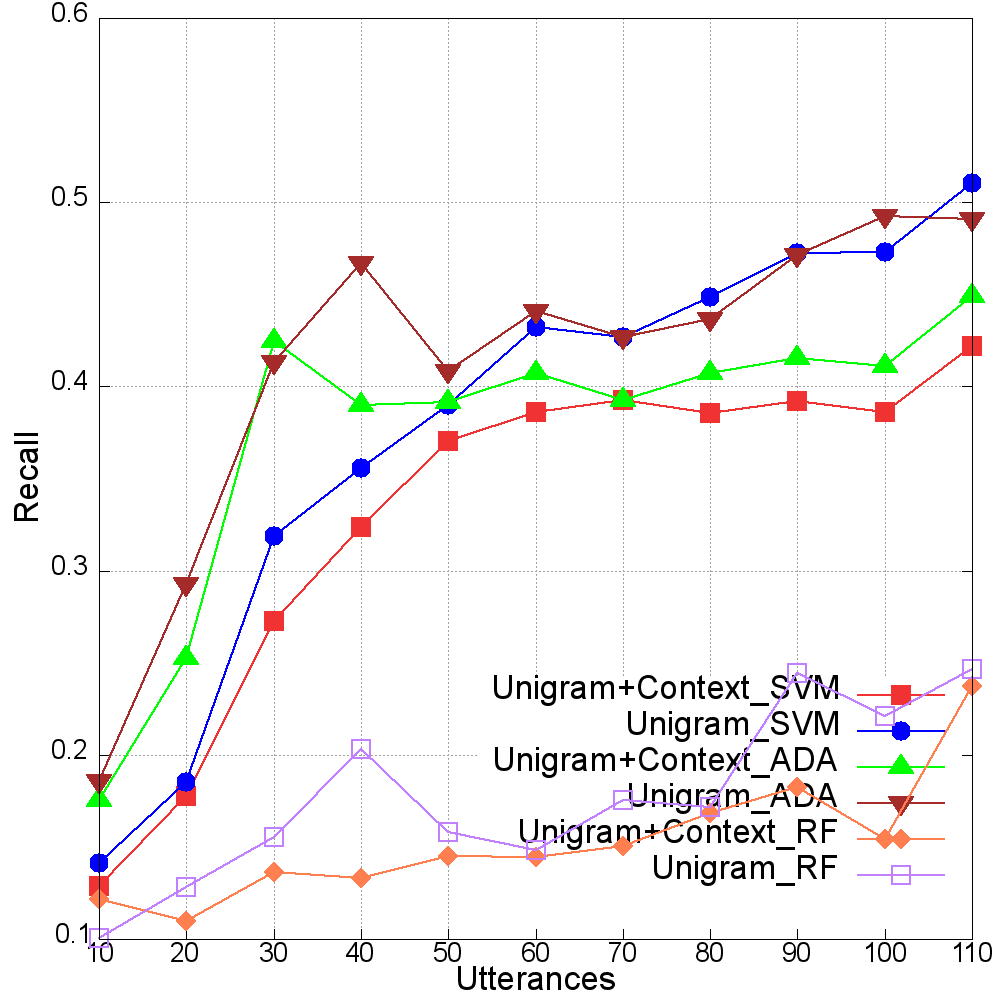 0.6
0.5
0.4
0.3
0.2
0.1
Recall
Unigram+Context_SVM
Unigram_SVM
Unigram+Context_ADA
Unigram_ADA
Unigram+Context_RF
Unigram_RF
10 20 30 40 50 60 70 80 90 100 110
Utterances